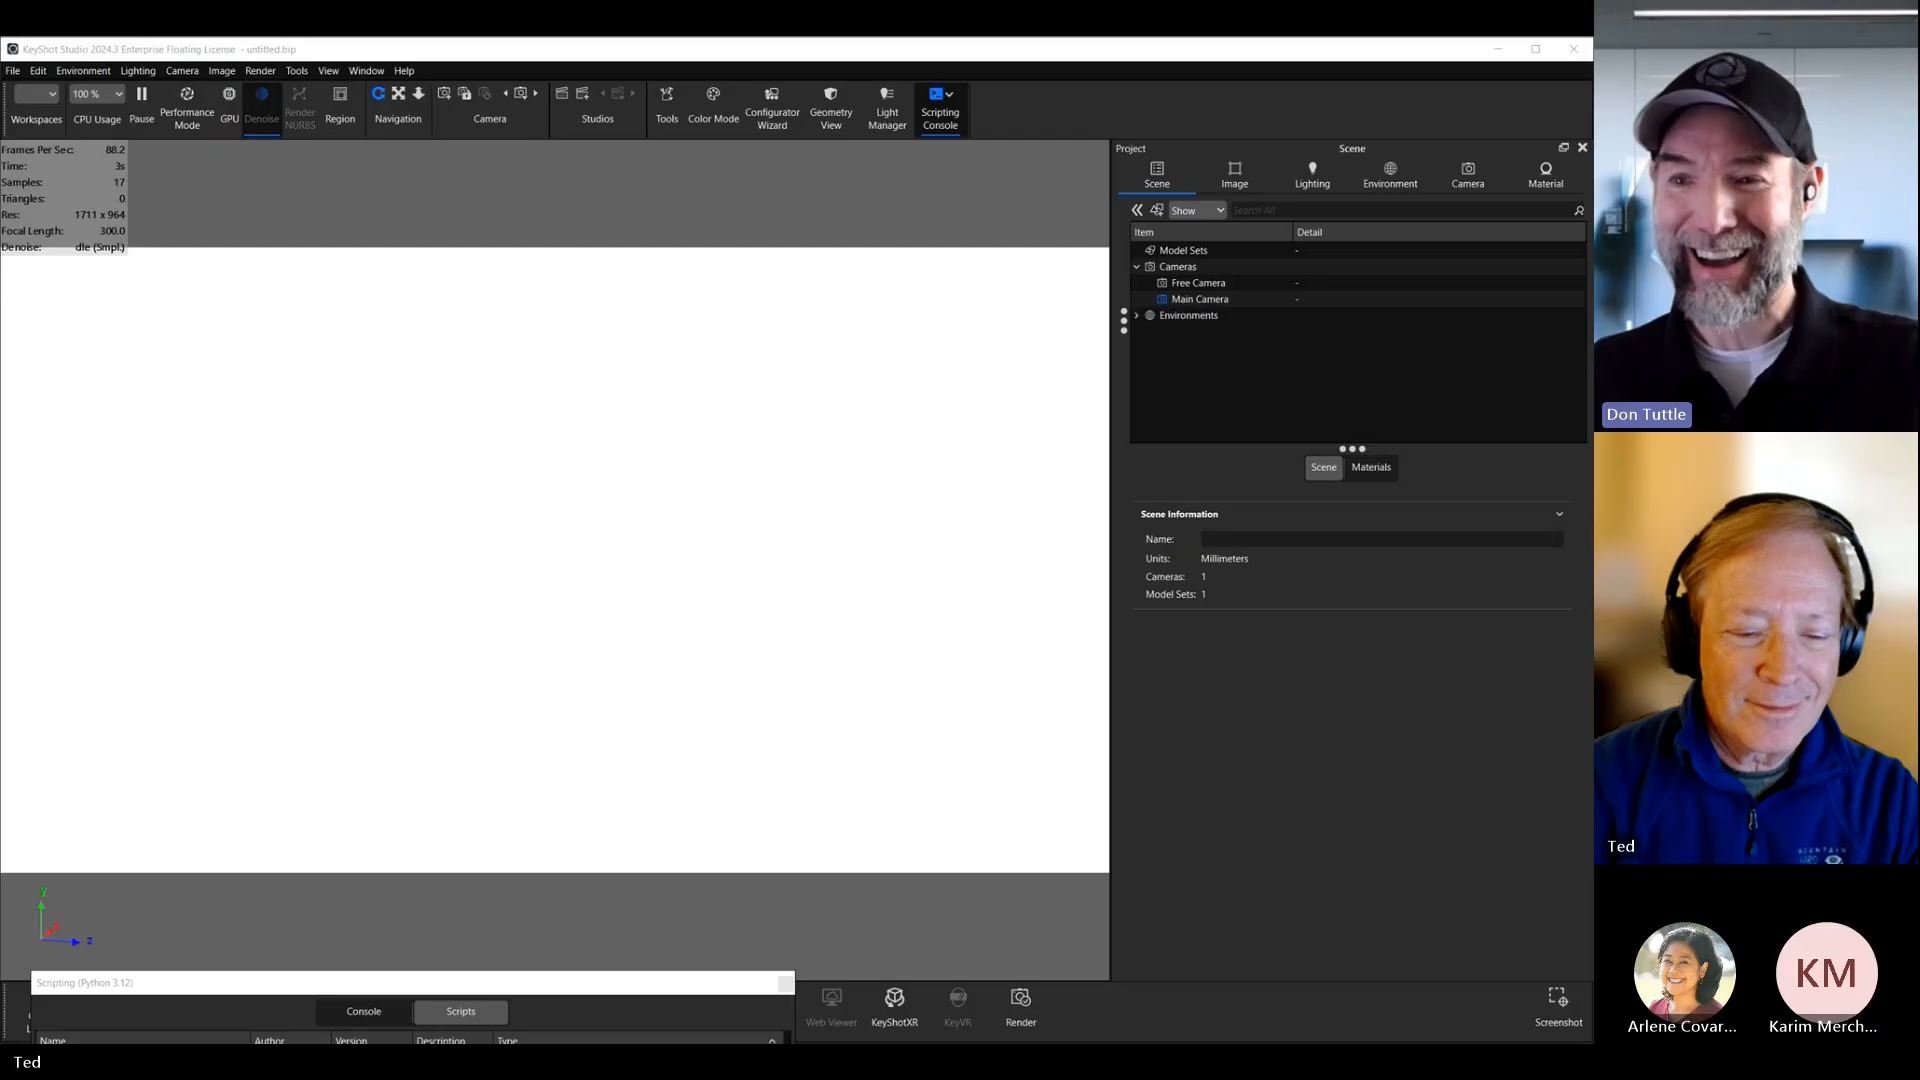 KeyShot Studio 2024.3 Enterprise Floating License - untitled.bip
File Edit Environment Lighting Camera Image Render Tools View Window Help
100 %
Workspaces CPU Usage Pause Performance Mode GPU Denoise Render NURBS Region Navigation Camera Studios Tools Color Mode Configurator Wizard Geometry View Light Manager Scripting Console
Frames Per Sec: 88.2
Time: 3s
Samples: 17
Triangles: 0
Res: 1711 x 964
Focal Length: 300.0
Denoise: dle (Smpl.)
Project Scene
Scene Image Lighting Environment Camera Material
Show Search All
Item Detail
Model Sets -
Cameras
Free Camera -
Main Camera -
Environments
Scene Materials
Scene Information
Name:
Units: Millimeters
Cameras: 1
Model Sets: 1
y
z
Scripting (Python 3.12)
Console Scripts
Name Author Version Description Type
Web Viewer KeyShotXR KeyVR Render Screenshot
Ted
Don Tuttle
Ted
KM
Arlene Covar... Karim Merch...